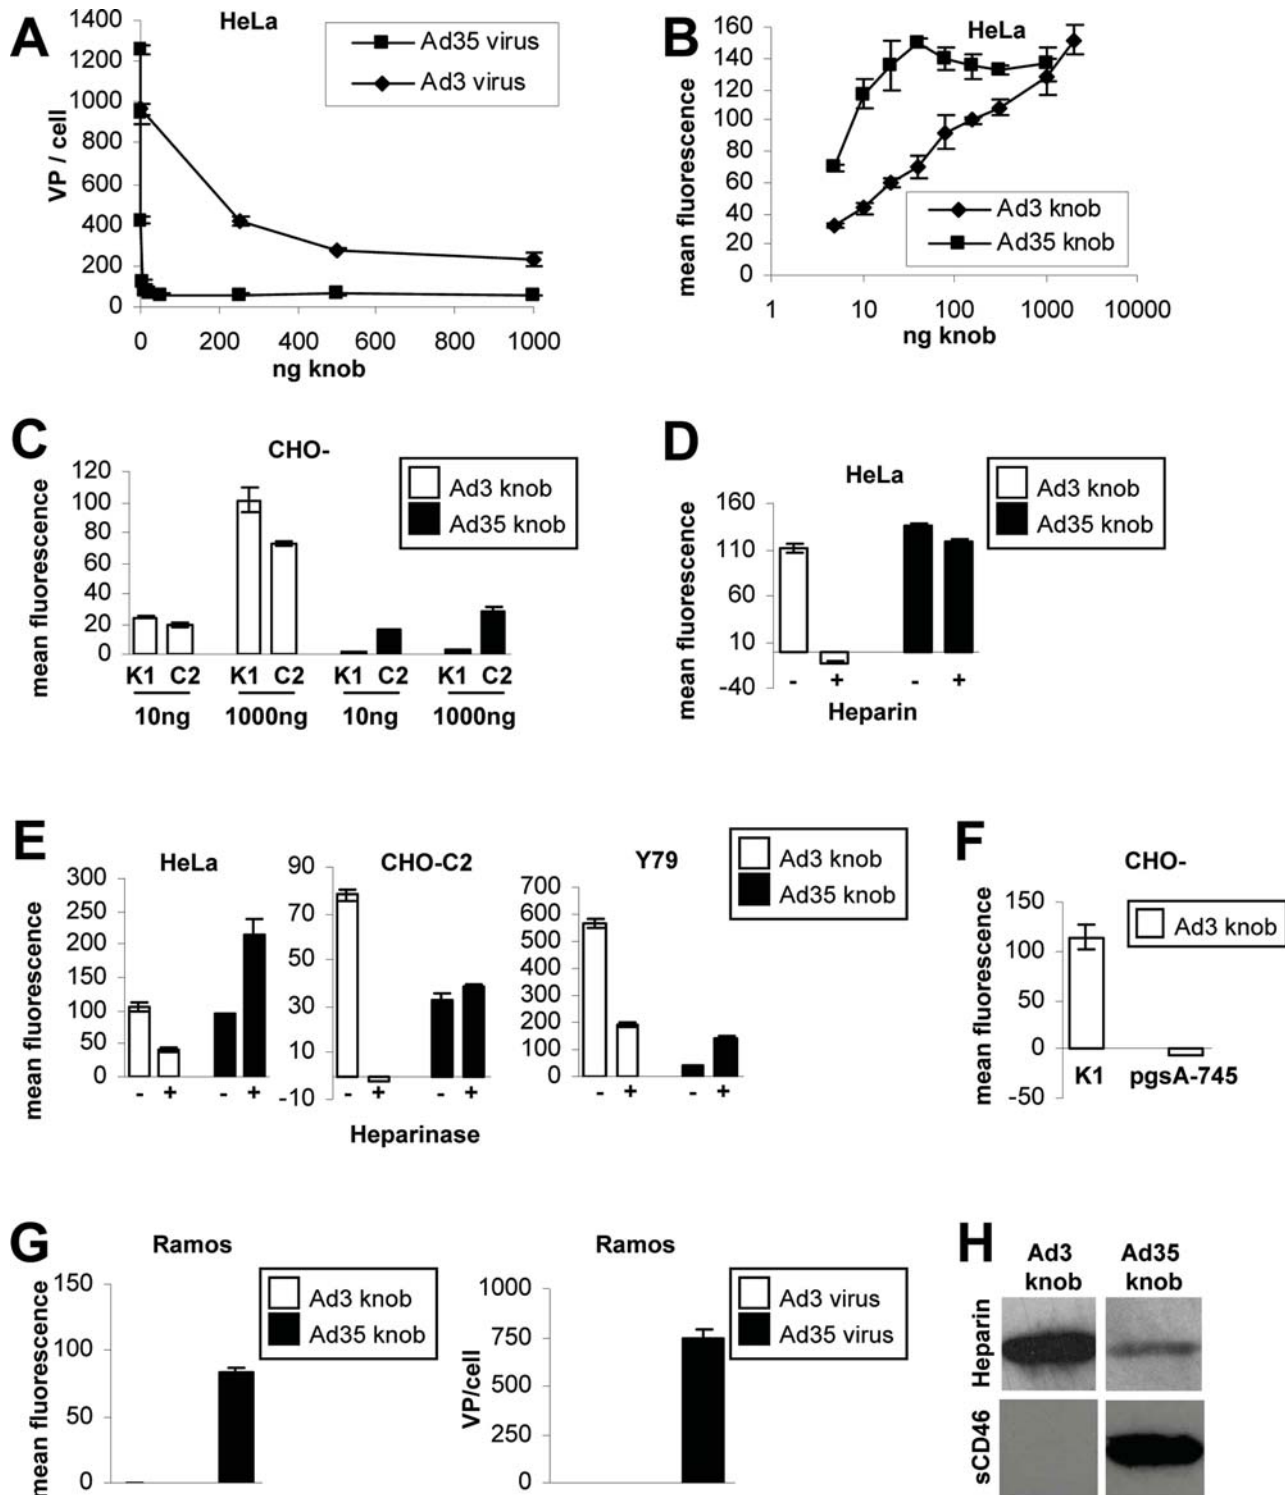 A
HeLa
1400
1200
1000
800
600
400
200
0
VP / cell
0 200 400 600 800 1000
ng knob
Ad35 virus
Ad3 virus
B
HeLa
160
140
120
100
80
60
40
20
0
mean fluorescence
1 10 100 1000 10000
ng knob
Ad3 knob
Ad35 knob
C
CHO-
120
100
80
60
40
20
0
mean fluorescence
K1 C2 K1 C2 K1 C2 K1 C2
10ng 1000ng 10ng 1000ng
Ad3 knob
Ad35 knob
D
HeLa
160
110
60
10
-40
mean fluorescence
- + - +
Heparin
Ad3 knob
Ad35 knob
E
HeLa
300
250
200
150
100
50
0
mean fluorescence
- + - +
CHO-C2
90
70
50
30
10
-10
- + - +
Heparinase
Y79
700
600
500
400
300
200
100
0
- + - +
Ad3 knob
Ad35 knob
F
CHO-
150
100
50
0
-50
mean fluorescence
K1 pgsA-745
Ad3 knob
G
Ramos
150
100
50
0
mean fluorescence
Ad3 knob
Ad35 knob
Ramos
1000
750
500
250
0
VP/cell
Ad3 virus
Ad35 virus
H
Ad3 Ad35
knob knob
Heparin
sCD46